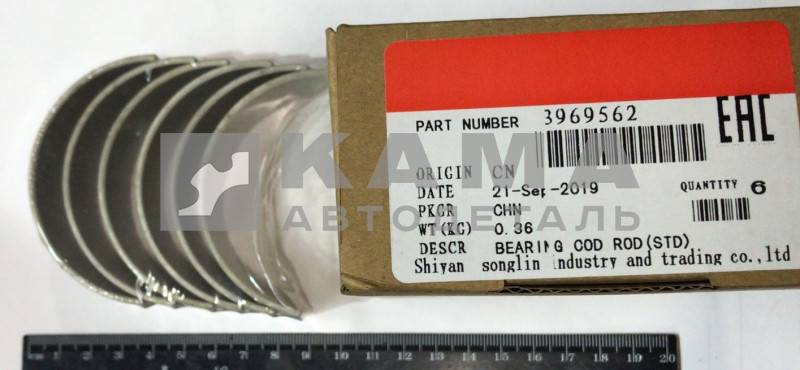 PART NUMBER 3969562
EAC
ORIGIN CN
DATE 21-Sep-2019
QUANTITY 6
PKGR CHN
WT(KG) 0.36
DESCR BEARING COD ROD(STD)
Shiyan songlin industry and trading co.,ltd
КАМА
АВТОДЕТАЛЬ
cm 1 2 3 4 5 6 7 8 9 10 11 12 13 14 15 16 17 18 19 20